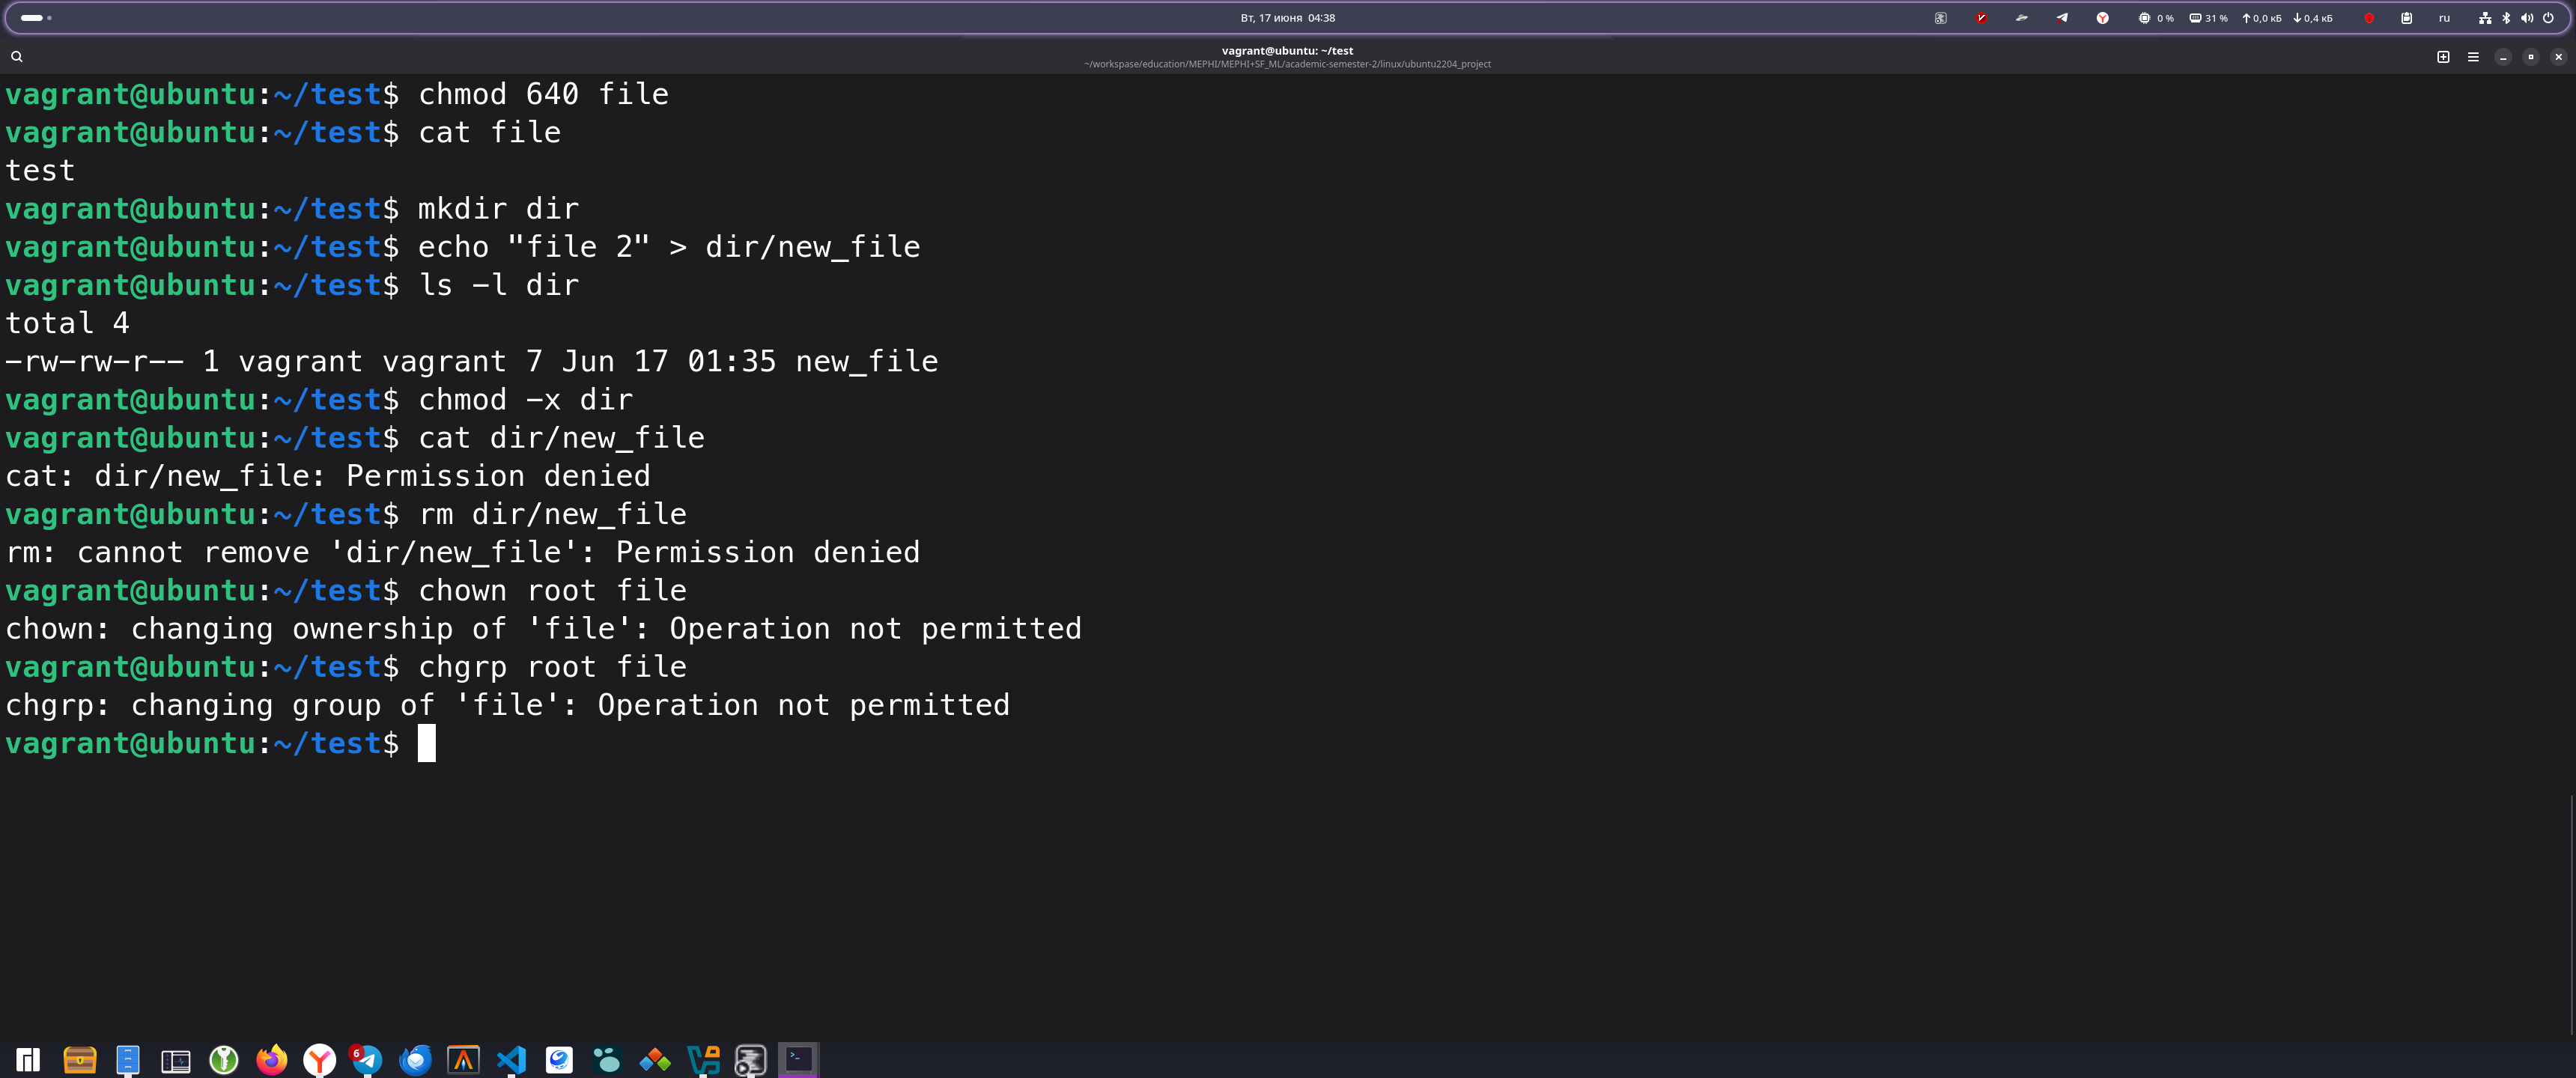 Вт, 17 июня 04:38
0 %
31 %
0,0 кБ
0,4 кБ
ru
vagrant@ubuntu: ~/test
~/workspase/education/MEPHI/MEPHI+SF_ML/academic-semester-2/linux/ubuntu2204_project
vagrant@ubuntu:~/test$ chmod 640 file
vagrant@ubuntu:~/test$ cat file
test
vagrant@ubuntu:~/test$ mkdir dir
vagrant@ubuntu:~/test$ echo "file 2" > dir/new_file
vagrant@ubuntu:~/test$ ls -l dir
total 4
-rw-rw-r-- 1 vagrant vagrant 7 Jun 17 01:35 new_file
vagrant@ubuntu:~/test$ chmod -x dir
vagrant@ubuntu:~/test$ cat dir/new_file
cat: dir/new_file: Permission denied
vagrant@ubuntu:~/test$ rm dir/new_file
rm: cannot remove 'dir/new_file': Permission denied
vagrant@ubuntu:~/test$ chown root file
chown: changing ownership of 'file': Operation not permitted
vagrant@ubuntu:~/test$ chgrp root file
chgrp: changing group of 'file': Operation not permitted
vagrant@ubuntu:~/test$
6